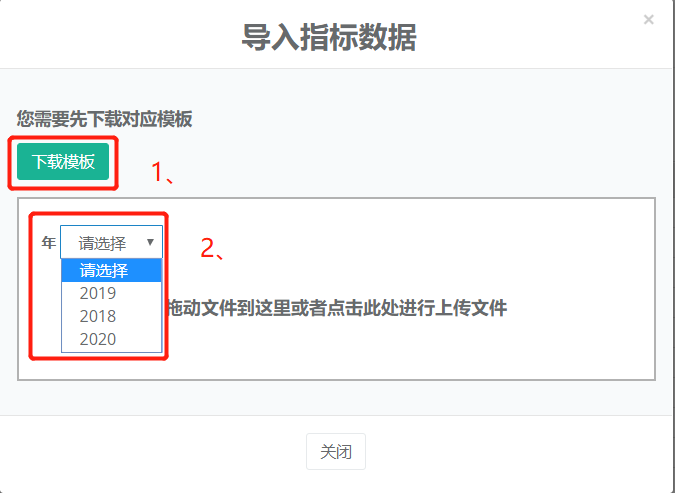 ×
导入指标数据
您需要先下载对应模板
下载模板
1、
年 请选择 ▼
2、
请选择
2019
拖动文件到这里或者点击此处进行上传文件
2018
2020
关闭